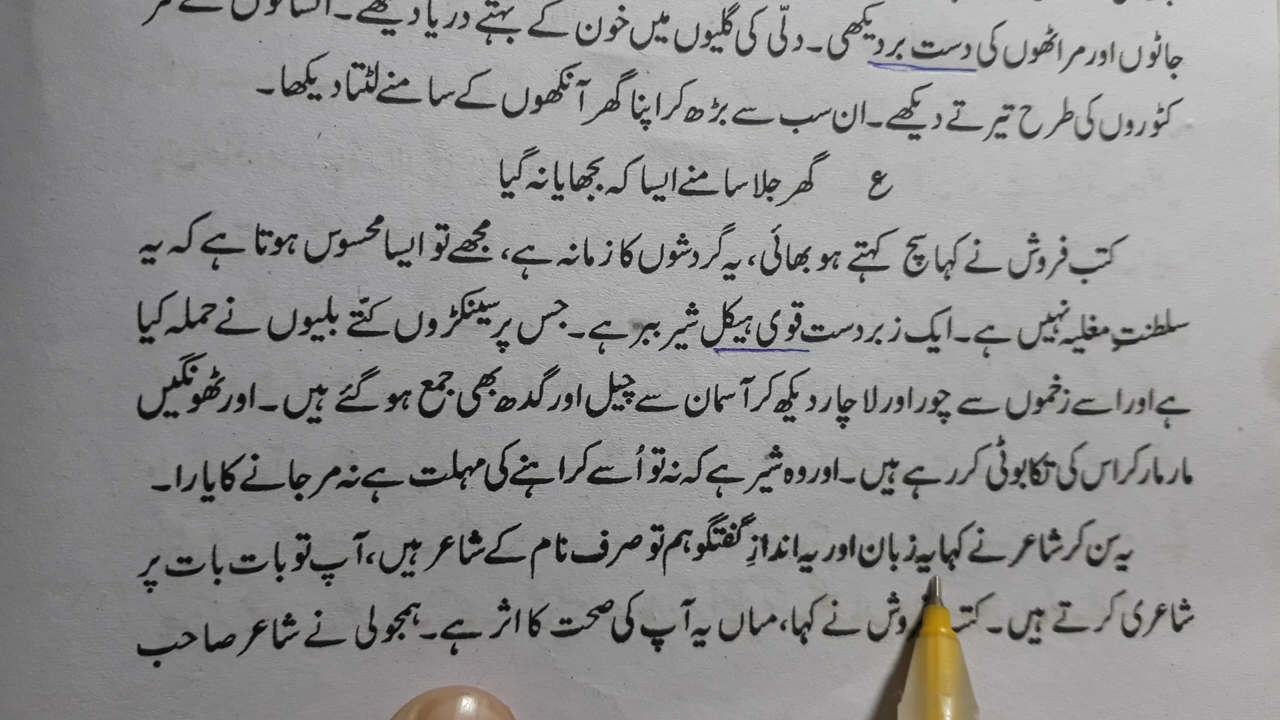 جاٹوں اور مراٹھوں کی دست برد دیکھی۔ دلّی کی گلیوں میں خون کے بہتے دریا دیکھے۔ انسانوں کے سر
کٹوروں کی طرح تیرتے دیکھے۔ ان سب سے بڑھ کر اپنا گھر آنکھوں کے سامنے لٹتا دیکھا۔
ع گھر جلا سامنے ایسا کہ بجھایا نہ گیا
کتب فروش نے کہا سچ کہتے ہو بھائی، یہ گردشوں کا زمانہ ہے، مجھے تو ایسا محسوس ہوتا ہے کہ یہ
سلطنتِ مغلیہ نہیں ہے۔ ایک زبردست قوی ہیکل شیر ببر ہے۔ جس پر سینکڑوں کتّے بلیوں نے حملہ کیا
ہے اور اسے زخموں سے چور اور لاچار دیکھ کر آسمان سے چیل اور گدھ بھی جمع ہو گئے ہیں۔ اور ٹھونگیں
مار مار کر اس کی تکا بوٹی کر رہے ہیں۔ اور وہ شیر ہے کہ نہ تو اُسے کراہنے کی مہلت ہے نہ مر جانے کا یارا۔
یہ سن کر شاعر نے کہا یہ زبان اور یہ اندازِ گفتگو ہم تو صرف نام کے شاعر ہیں، آپ تو بات بات پر
شاعری کرتے ہیں۔ نے کہا، میاں یہ آپ کی صحبت کا اثر ہے۔ ہمجولی نے شاعر صاحب